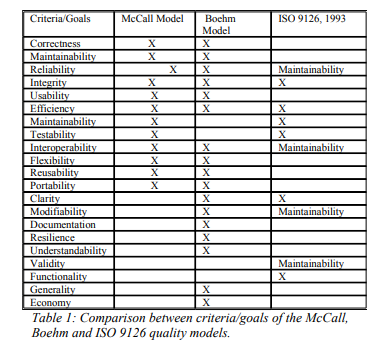 Criteria/Goals McCall Model Boehm Model ISO 9126, 1993
Correctness X X
Maintainability X X
Reliability X X Maintainability
Integrity X X X
Usability X X
Efficiency X X X
Maintainability X X
Testability X X
Interoperability X X Maintainability
Flexibility X X
Reusability X X
Portability X X
Clarity X X
Modifiability X Maintainability
Documentation X
Resilience X
Understandability X
Validity Maintainability
Functionality X
Generality X
Economy X
Table 1: Comparison between criteria/goals of the McCall,
Boehm and ISO 9126 quality models.